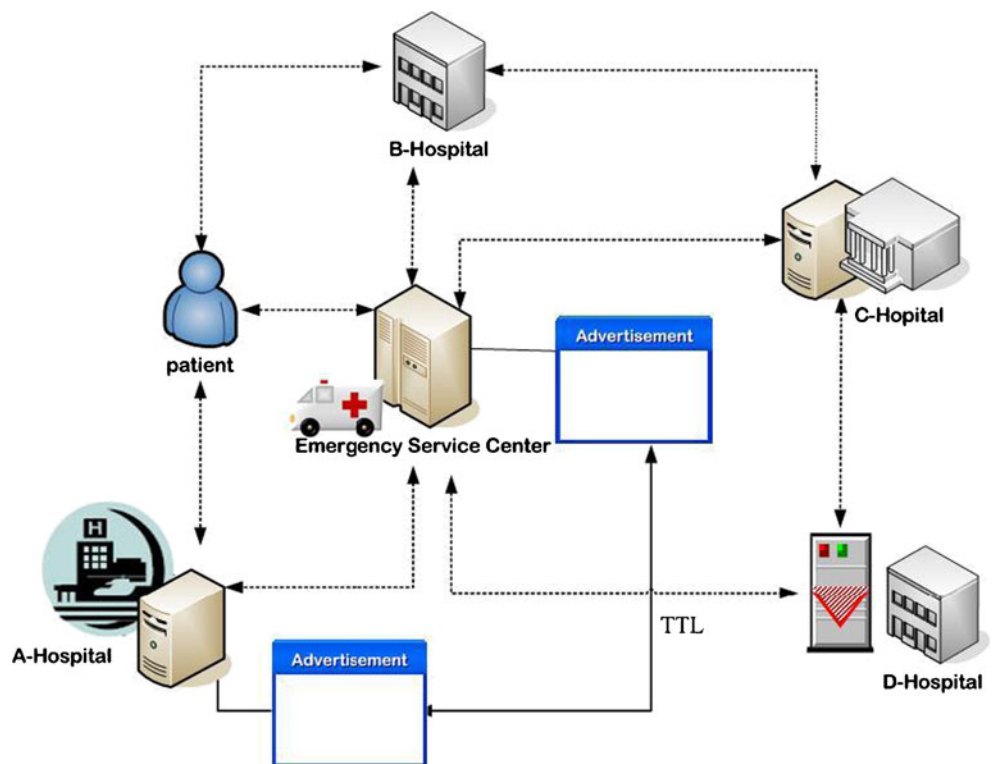 B-Hospital
C-Hopital
patient
Advertisement
Emergency Service Center
H
A-Hospital
TTL
Advertisement
D-Hospital